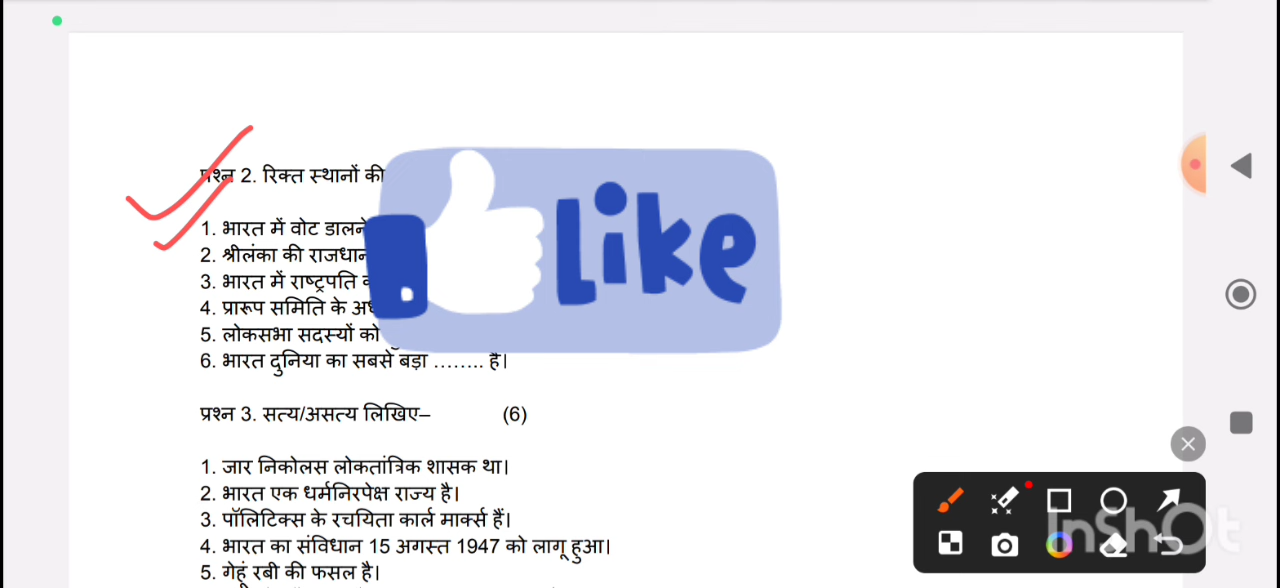 प्रश्न 2. रिक्त स्थानों की
1. भारत में वोट डालने
2. श्रीलंका की राजधानी
3. भारत में राष्ट्रपति
4. प्रारूप समिति के
5. लोकसभा सदस्यों को
6. भारत दुनिया का सबसे बड़ा …….. है।
Like
प्रश्न 3. सत्य/असत्य लिखिए– (6)
1. जार निकोलस लोकतांत्रिक शासक था।
2. भारत एक धर्मनिरपेक्ष राज्य है।
3. पॉलिटिक्स के रचयिता कार्ल मार्क्स हैं।
4. भारत का संविधान 15 अगस्त 1947 को लागू हुआ।
5. गेहूं रबी की फसल है।
InShOt